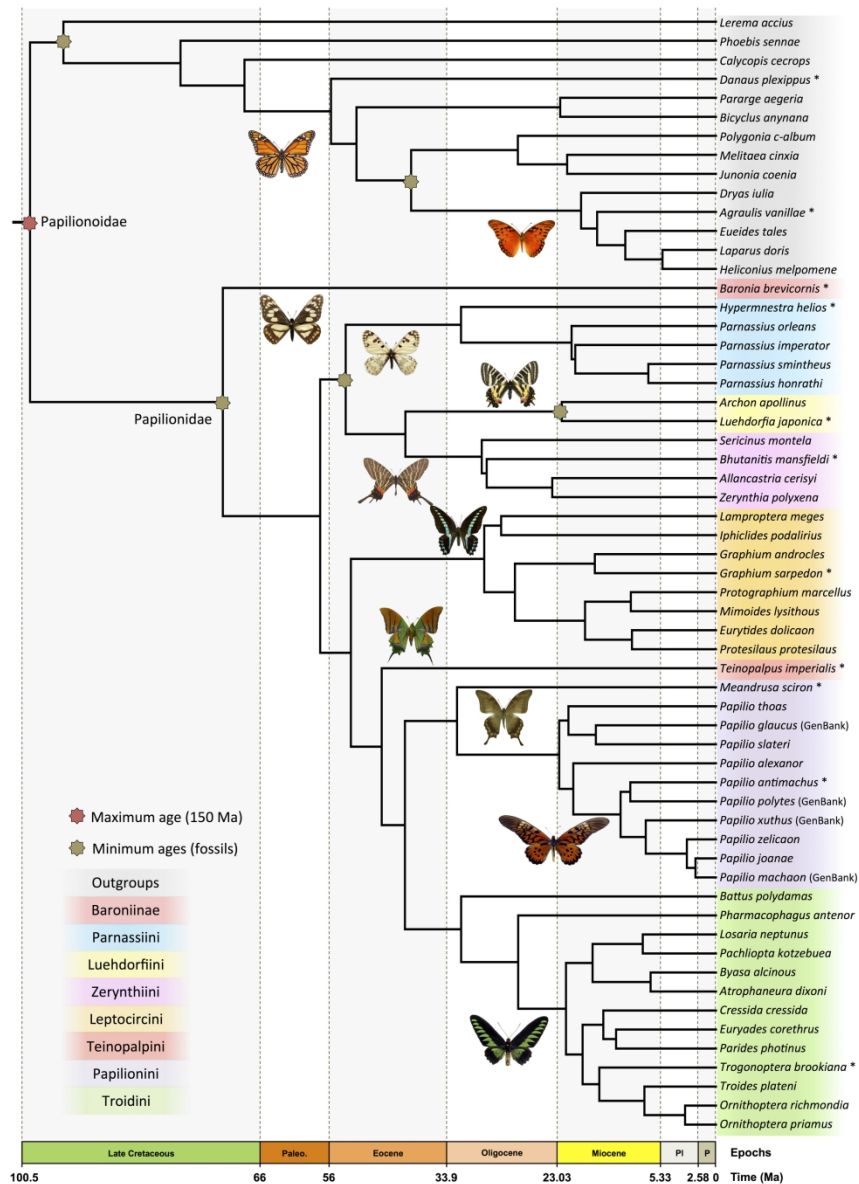 Lerema accius
Phoebis sennae
Calycopis cecrops
Danaus plexippus *
Pararge aegeria
Bicyclus anynana
Polygonia c-album
Melitaea cinxia
Junonia coenia
Dryas iulia
Agraulis vanillae *
Papilionoidae
Eueides tales
Laparus doris
Heliconius melpomene
Baronia brevicornis *
Hypermnestra helios *
Parnassius orleans
Parnassius imperator
Parnassius smintheus
Parnassius honrathi
Archon apollinus
Papilionidae
Luehdorfia japonica *
Sericinus montela
Bhutanitis mansfieldi *
Allancastria cerisyi
Zerynthia polyxena
Lamproptera meges
Iphiclides podalirius
Graphium androcles
Graphium sarpedon *
Protographium marcellus
Mimoides lysithous
Eurytides dolicaon
Protesilaus protesilaus
Teinopalpus imperialis *
Meandrusa sciron *
Papilio thoas
Papilio glaucus (GenBank)
Papilio slateri
Papilio alexanor
Papilio antimachus *
Papilio polytes (GenBank)
Papilio xuthus (GenBank)
Papilio zelicaon
Papilio joanae
Papilio machaon (GenBank)
Battus polydamas
Pharmacophagus antenor
Losaria neptunus
Pachliopta kotzebuea
Byasa alcinous
Atrophaneura dixoni
Cressida cressida
Euryades corethrus
Parides photinus
Trogonoptera brookiana *
Troides plateni
Ornithoptera richmondia
Ornithoptera priamus
Maximum age (150 Ma)
Minimum ages (fossils)
Outgroups
Baroniinae
Parnassiini
Luehdorfiini
Zerynthiini
Leptocircini
Teinopalpini
Papilionini
Troidini
Late Cretaceous Paleo. Eocene Oligocene Miocene Pl P Epochs
100.5 66 56 33.9 23.03 5.33 2.58 0 Time (Ma)